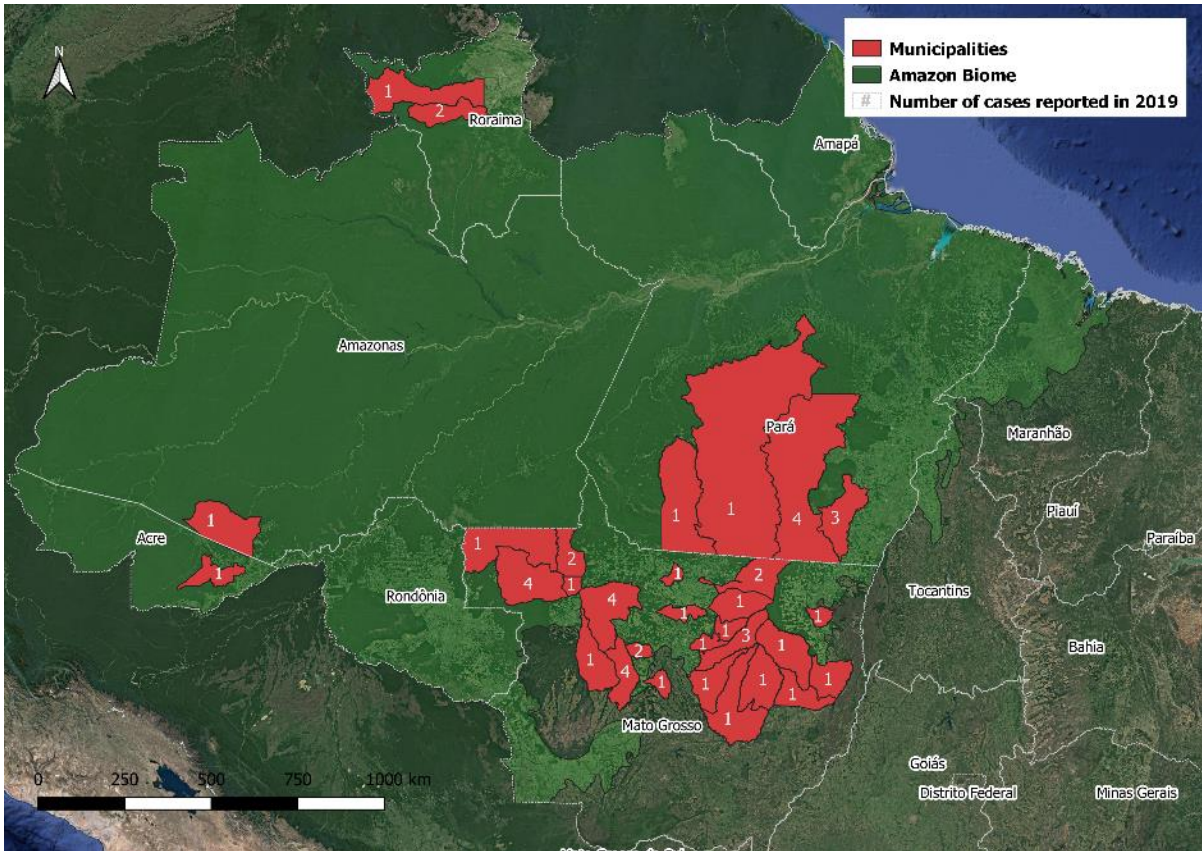 N
Municipalities
Amazon Biome
# Number of cases reported in 2019
1
2
Roraima
Amapá
Amazonas
Pará
Maranhão
1
1
4
3
Piauí
Paraíba
1
Acre
1
1
2
4
1
Rondônia
Tocantins
1
2
4
1
1
1
1
3
1
1
Bahia
1
4
2
1
1
1
1
1
1
Mato Grosso
Goiás
Distrito Federal
Minas Gerais
0 250 500 750 1000 km